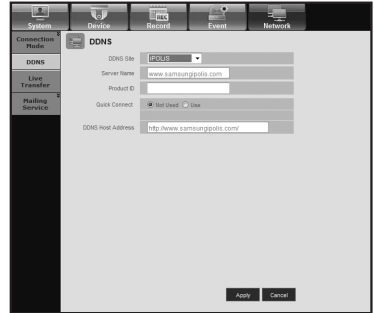 System Device Record Event Network
Connection Mode
DDNS
Live Transfer
Mailing Service
DDNS
DDNS Site IPOLIS
Server Name www.samsungipolis.com
Product ID
Quick Connect Not Used Use
DDNS Host Address http://www.samsungipolis.com/
Apply Cancel